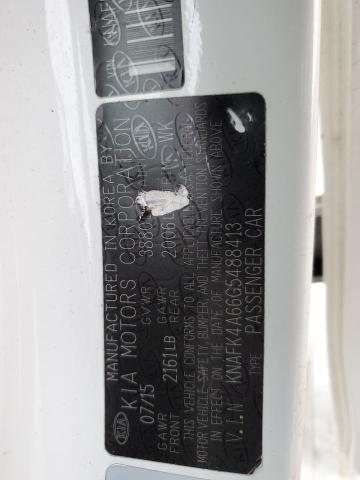 MANUFACTURED IN KOREA BY
KIA MOTORS CORPORATION
07/15 GVWR 3880
GAWR FRONT 2161LB GAWR REAR
THIS VEHICLE CONFORMS TO ALL APPLICABLE
MOTOR VEHICLE SAFETY, BUMPER, AND THEFT PREVENTION STANDARDS
IN EFFECT ON THE DATE OF MANUFACTURE SHOWN ABOVE
V.I.N KNAFK4A66G5488413
TYPE PASSENGER CAR
KIA